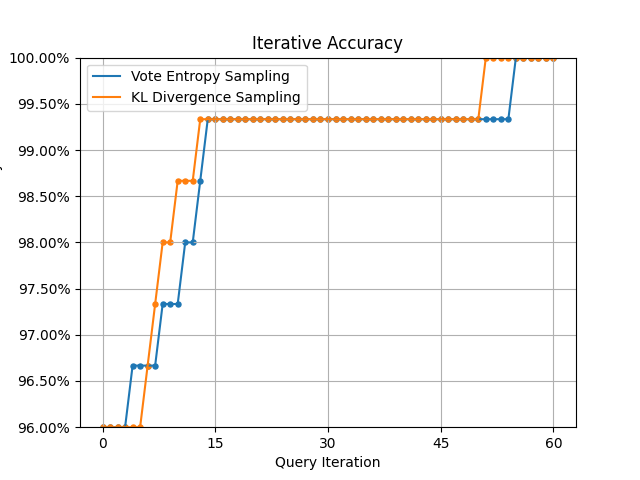 Iterative Accuracy
Vote Entropy Sampling
KL Divergence Sampling
100.00%
99.50%
99.00%
98.50%
98.00%
97.50%
97.00%
96.50%
96.00%
0 15 30 45 60
Query Iteration